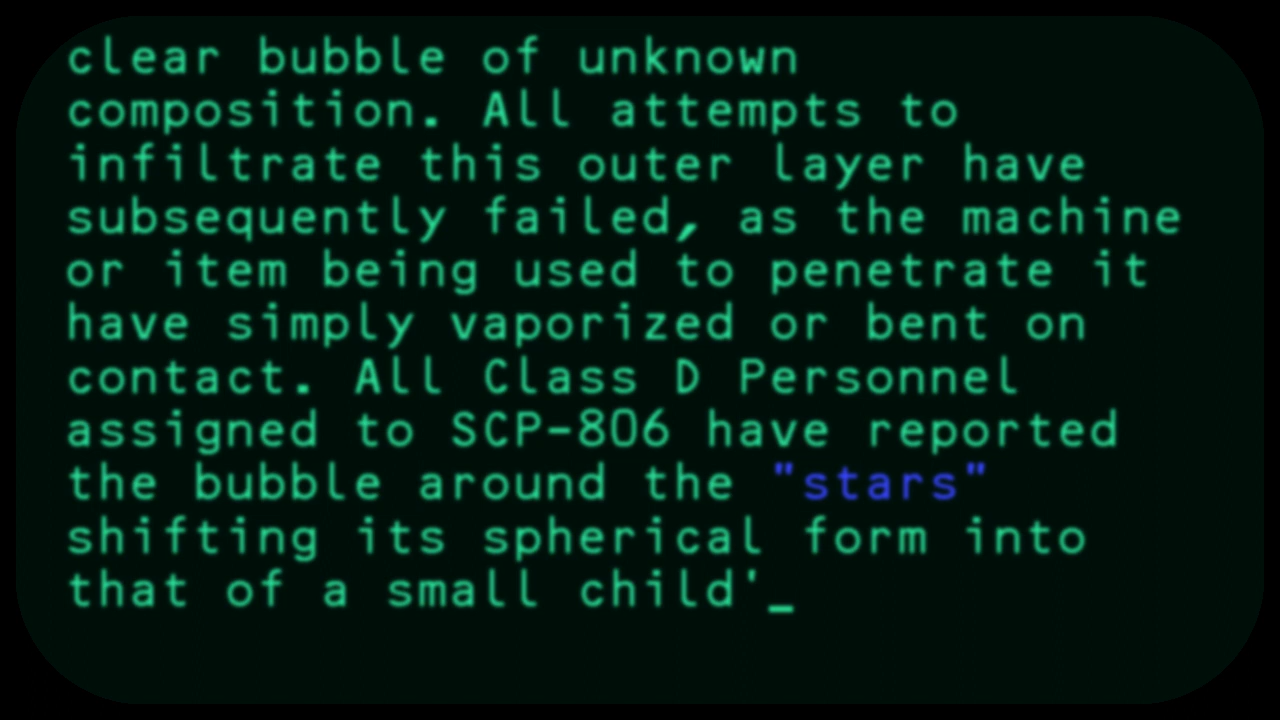 clear bubble of unknown
composition. All attempts to
infiltrate this outer layer have
subsequently failed, as the machine
or item being used to penetrate it
have simply vaporized or bent on
contact. All Class D Personnel
assigned to SCP-806 have reported
the bubble around the "stars"
shifting its spherical form into
that of a small child'_